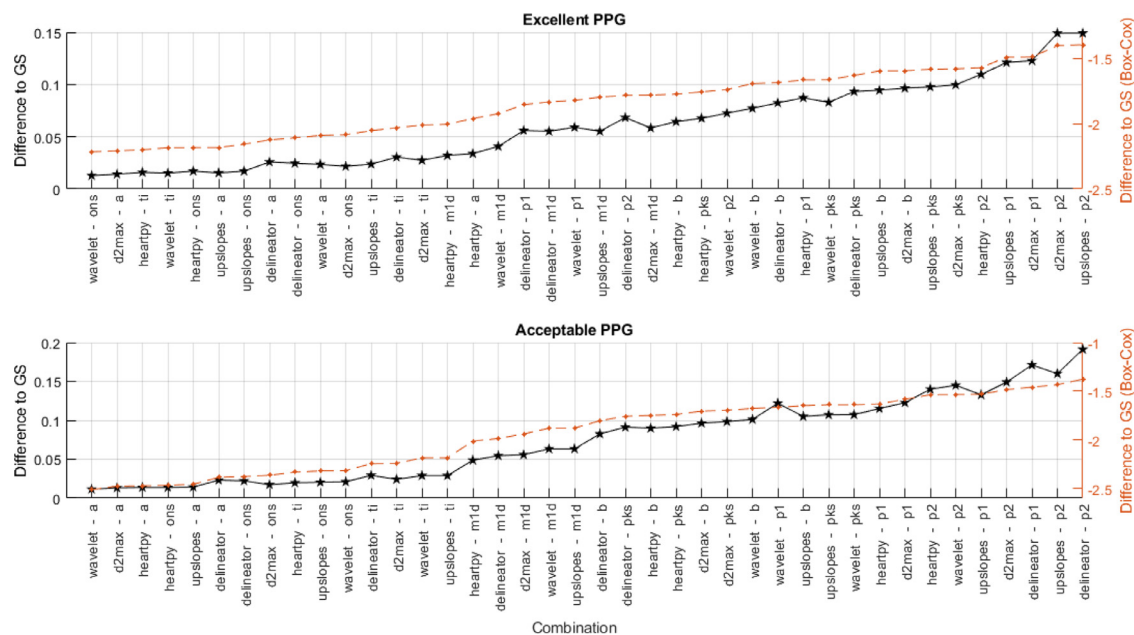 Excellent PPG
Difference to GS
0.15
0.1
0.05
0
-1.5
-2
-2.5
Difference to GS (Box-Cox)
wavelet - ons
d2max - a
heartpy - ti
wavelet - ti
heartpy - ons
upslopes - a
upslopes - ons
delineator - a
delineator - ons
wavelet - a
d2max - ons
upslopes - ti
delineator - ti
d2max - ti
heartpy - m1d
heartpy - a
wavelet - m1d
delineator - p1
delineator - m1d
wavelet - p1
upslopes - m1d
delineator - p2
d2max - m1d
heartpy - b
heartpy - pks
wavelet - p2
wavelet - b
delineator - b
heartpy - p1
wavelet - pks
delineator - pks
upslopes - b
d2max - b
upslopes - pks
d2max - pks
heartpy - p2
upslopes - p1
d2max - p1
d2max - p2
upslopes - p2
Acceptable PPG
Difference to GS
0.2
0.15
0.1
0.05
0
-1
-1.5
-2
-2.5
Difference to GS (Box-Cox)
wavelet - a
d2max - a
heartpy - a
heartpy - ons
upslopes - a
delineator - a
delineator - ons
d2max - ons
heartpy - ti
upslopes - ons
wavelet - ons
delineator - ti
d2max - ti
wavelet - ti
upslopes - ti
heartpy - m1d
delineator - m1d
d2max - m1d
wavelet - m1d
upslopes - m1d
delineator - b
delineator - pks
heartpy - b
heartpy - pks
d2max - pks
d2max - b
wavelet - b
wavelet - p1
upslopes - b
upslopes - pks
wavelet - pks
heartpy - p1
d2max - p1
heartpy - p2
wavelet - p2
upslopes - p1
d2max - p2
delineator - p1
upslopes - p2
delineator - p2
Combination